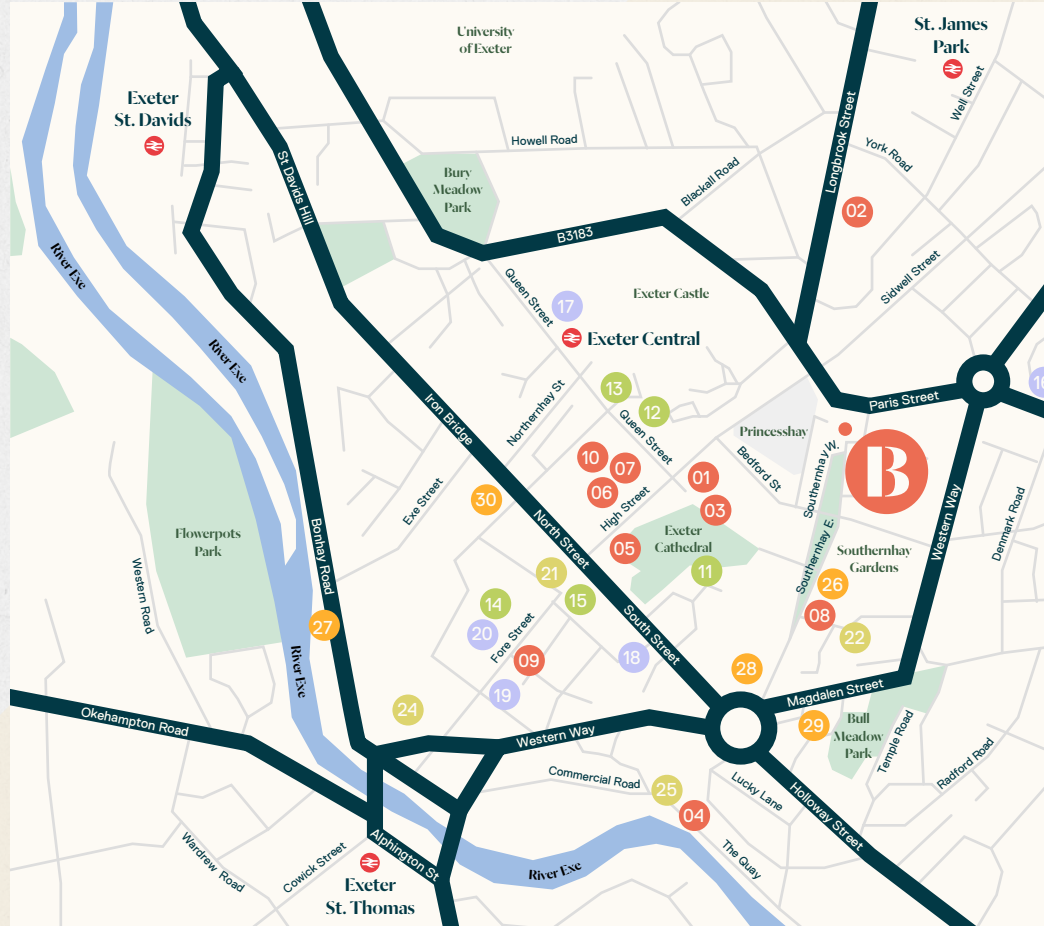 University
of Exeter
St. James
Park
Well Street
Exeter
St. Davids
Howell Road
York Road
Longbrook Street
St Davids Hill
Bury
Meadow
Park
Blackall Road
02
B3183
River Exe
Sidwell Street
Queen Street
Exeter Castle
17
Exeter Central
River Exe
16
13
12
Paris Street
Iron Bridge
Northernhay St
Queen Street
Princesshay
Southernhay W.
B
Bedford St
10
07
06
01
03
High Street
Exe Street
30
North Street
Exeter
Cathedral
05
11
Western Way
Denmark Road
Flowerpots
Park
Bonhay Road
Southernhay E.
Southernhay
Gardens
26
08
22
21
15
14
20
Western Road
27
Fore Street
09
18
South Street
28
River Exe
19
24
Magdalen Street
29
Bull
Meadow
Park
Temple Road
Okehampton Road
Western Way
Radford Road
Commercial Road
25
04
Lucky Lane
Holloway Street
The Quay
Wardrew Road
Cowick Street
Alphington St
River Exe
Exeter
St. Thomas